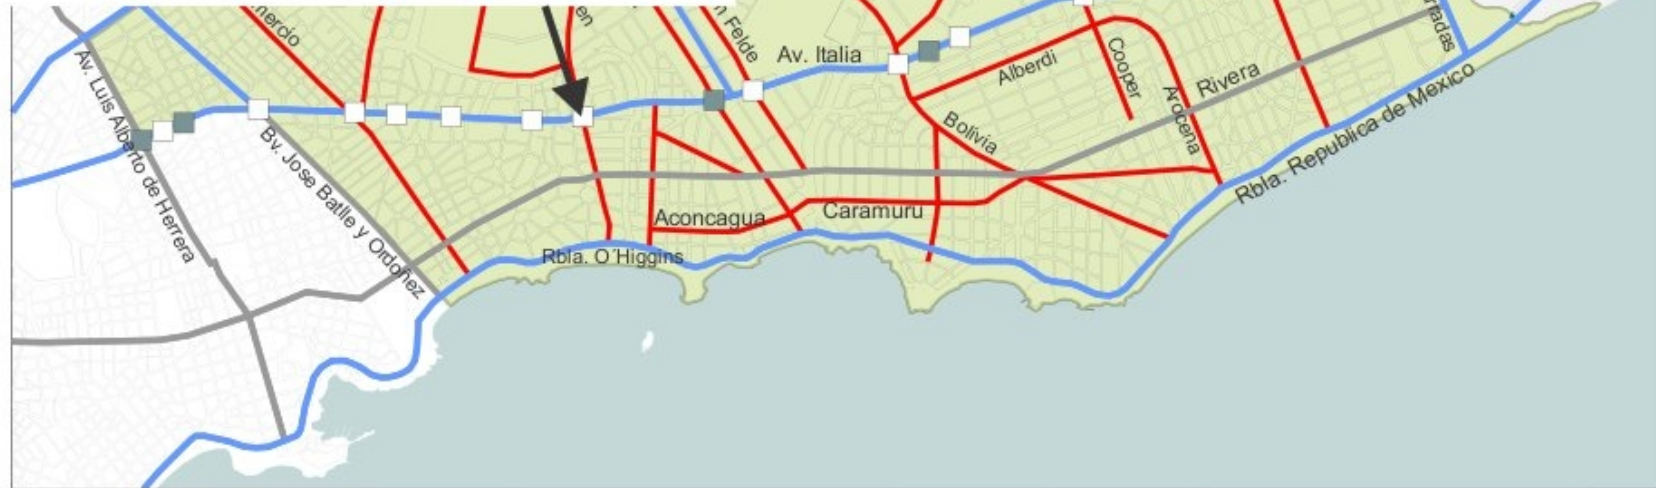 Felde
Av. Italia
Av. Luis Alberto de Herrera
Bv. Jose Batlle y Ordoñez
Alberdi
Cooper
Arocena
Rivera
Bolivia
Rbla. Republica de Mexico
Aconcagua
Caramuru
Rbla. O´Higgins